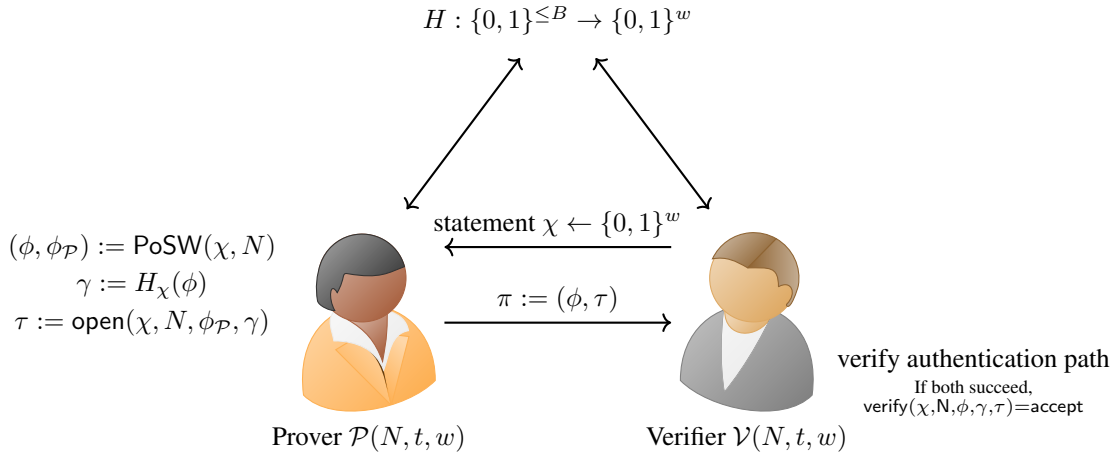 H : {0, 1}^{≤B} → {0, 1}^w
statement χ ← {0, 1}^w
(ϕ, ϕ_𝒫) := PoSW(χ, N)
γ := H_χ(ϕ)
τ := open(χ, N, ϕ_𝒫, γ)
π := (ϕ, τ)
verify authentication path
If both succeed,
verify(χ,N,ϕ,γ,τ)=accept
Prover 𝒫(N, t, w)
Verifier 𝒱(N, t, w)